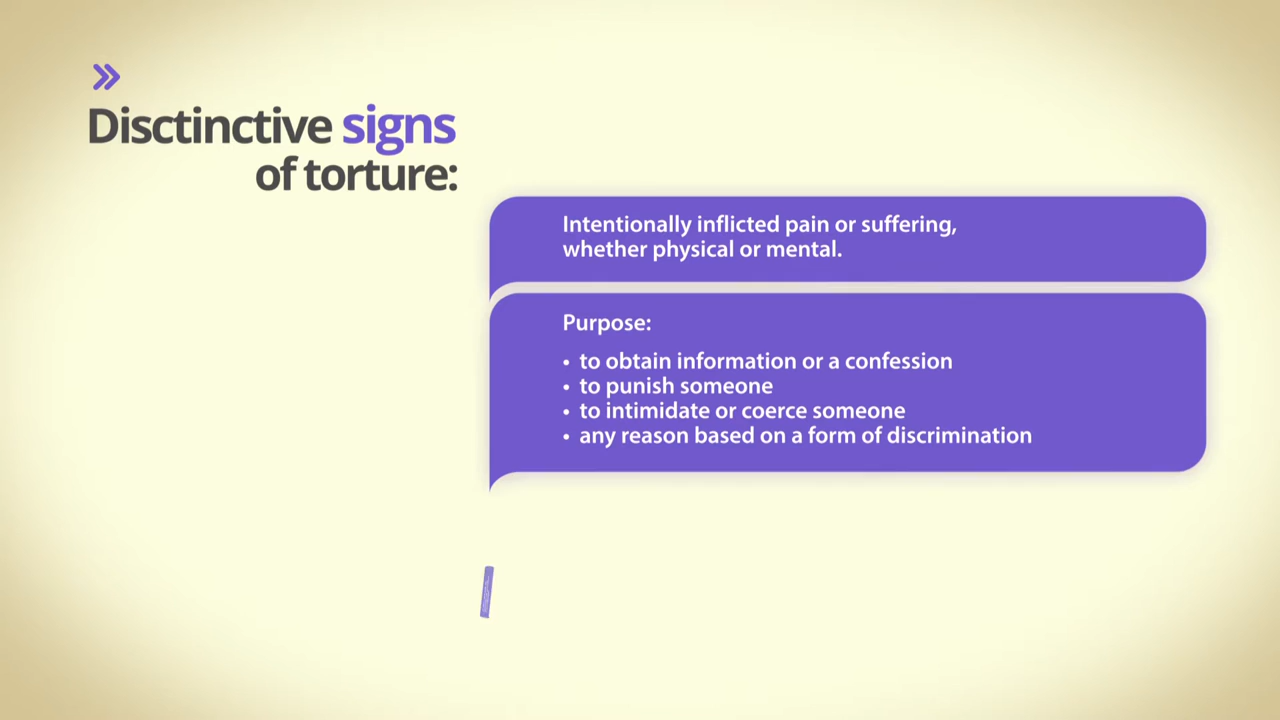 Disctinctive signs
of torture:
Intentionally inflicted pain or suffering,
whether physical or mental.
Purpose:
• to obtain information or a confession
• to punish someone
• to intimidate or coerce someone
• any reason based on a form of discrimination